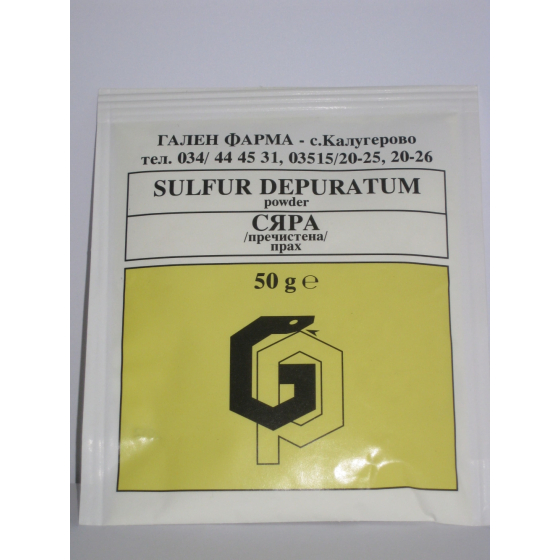 ГАЛЕН ФАРМА - с.Калугерово
тел. 034/ 44 45 31, 03515/20-25, 20-26
SULFUR DEPURATUM
powder
СЯРА
/пречистена/
прах
50 g ℮